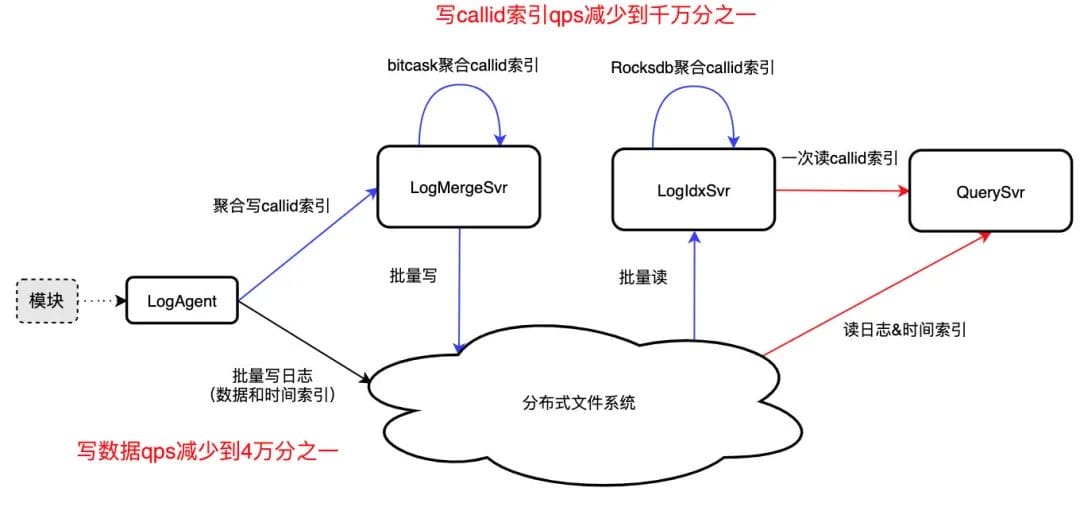 写callid索引qps减少到千万分之一
bitcask聚合callid索引
Rocksdb聚合callid索引
LogMergeSvr
LogIdxSvr
一次读callid索引
QuerySvr
聚合写callid索引
批量写
批量读
模块
LogAgent
读日志&时间索引
批量写日志
（数据和时间索引）
分布式文件系统
写数据qps减少到4万分之一